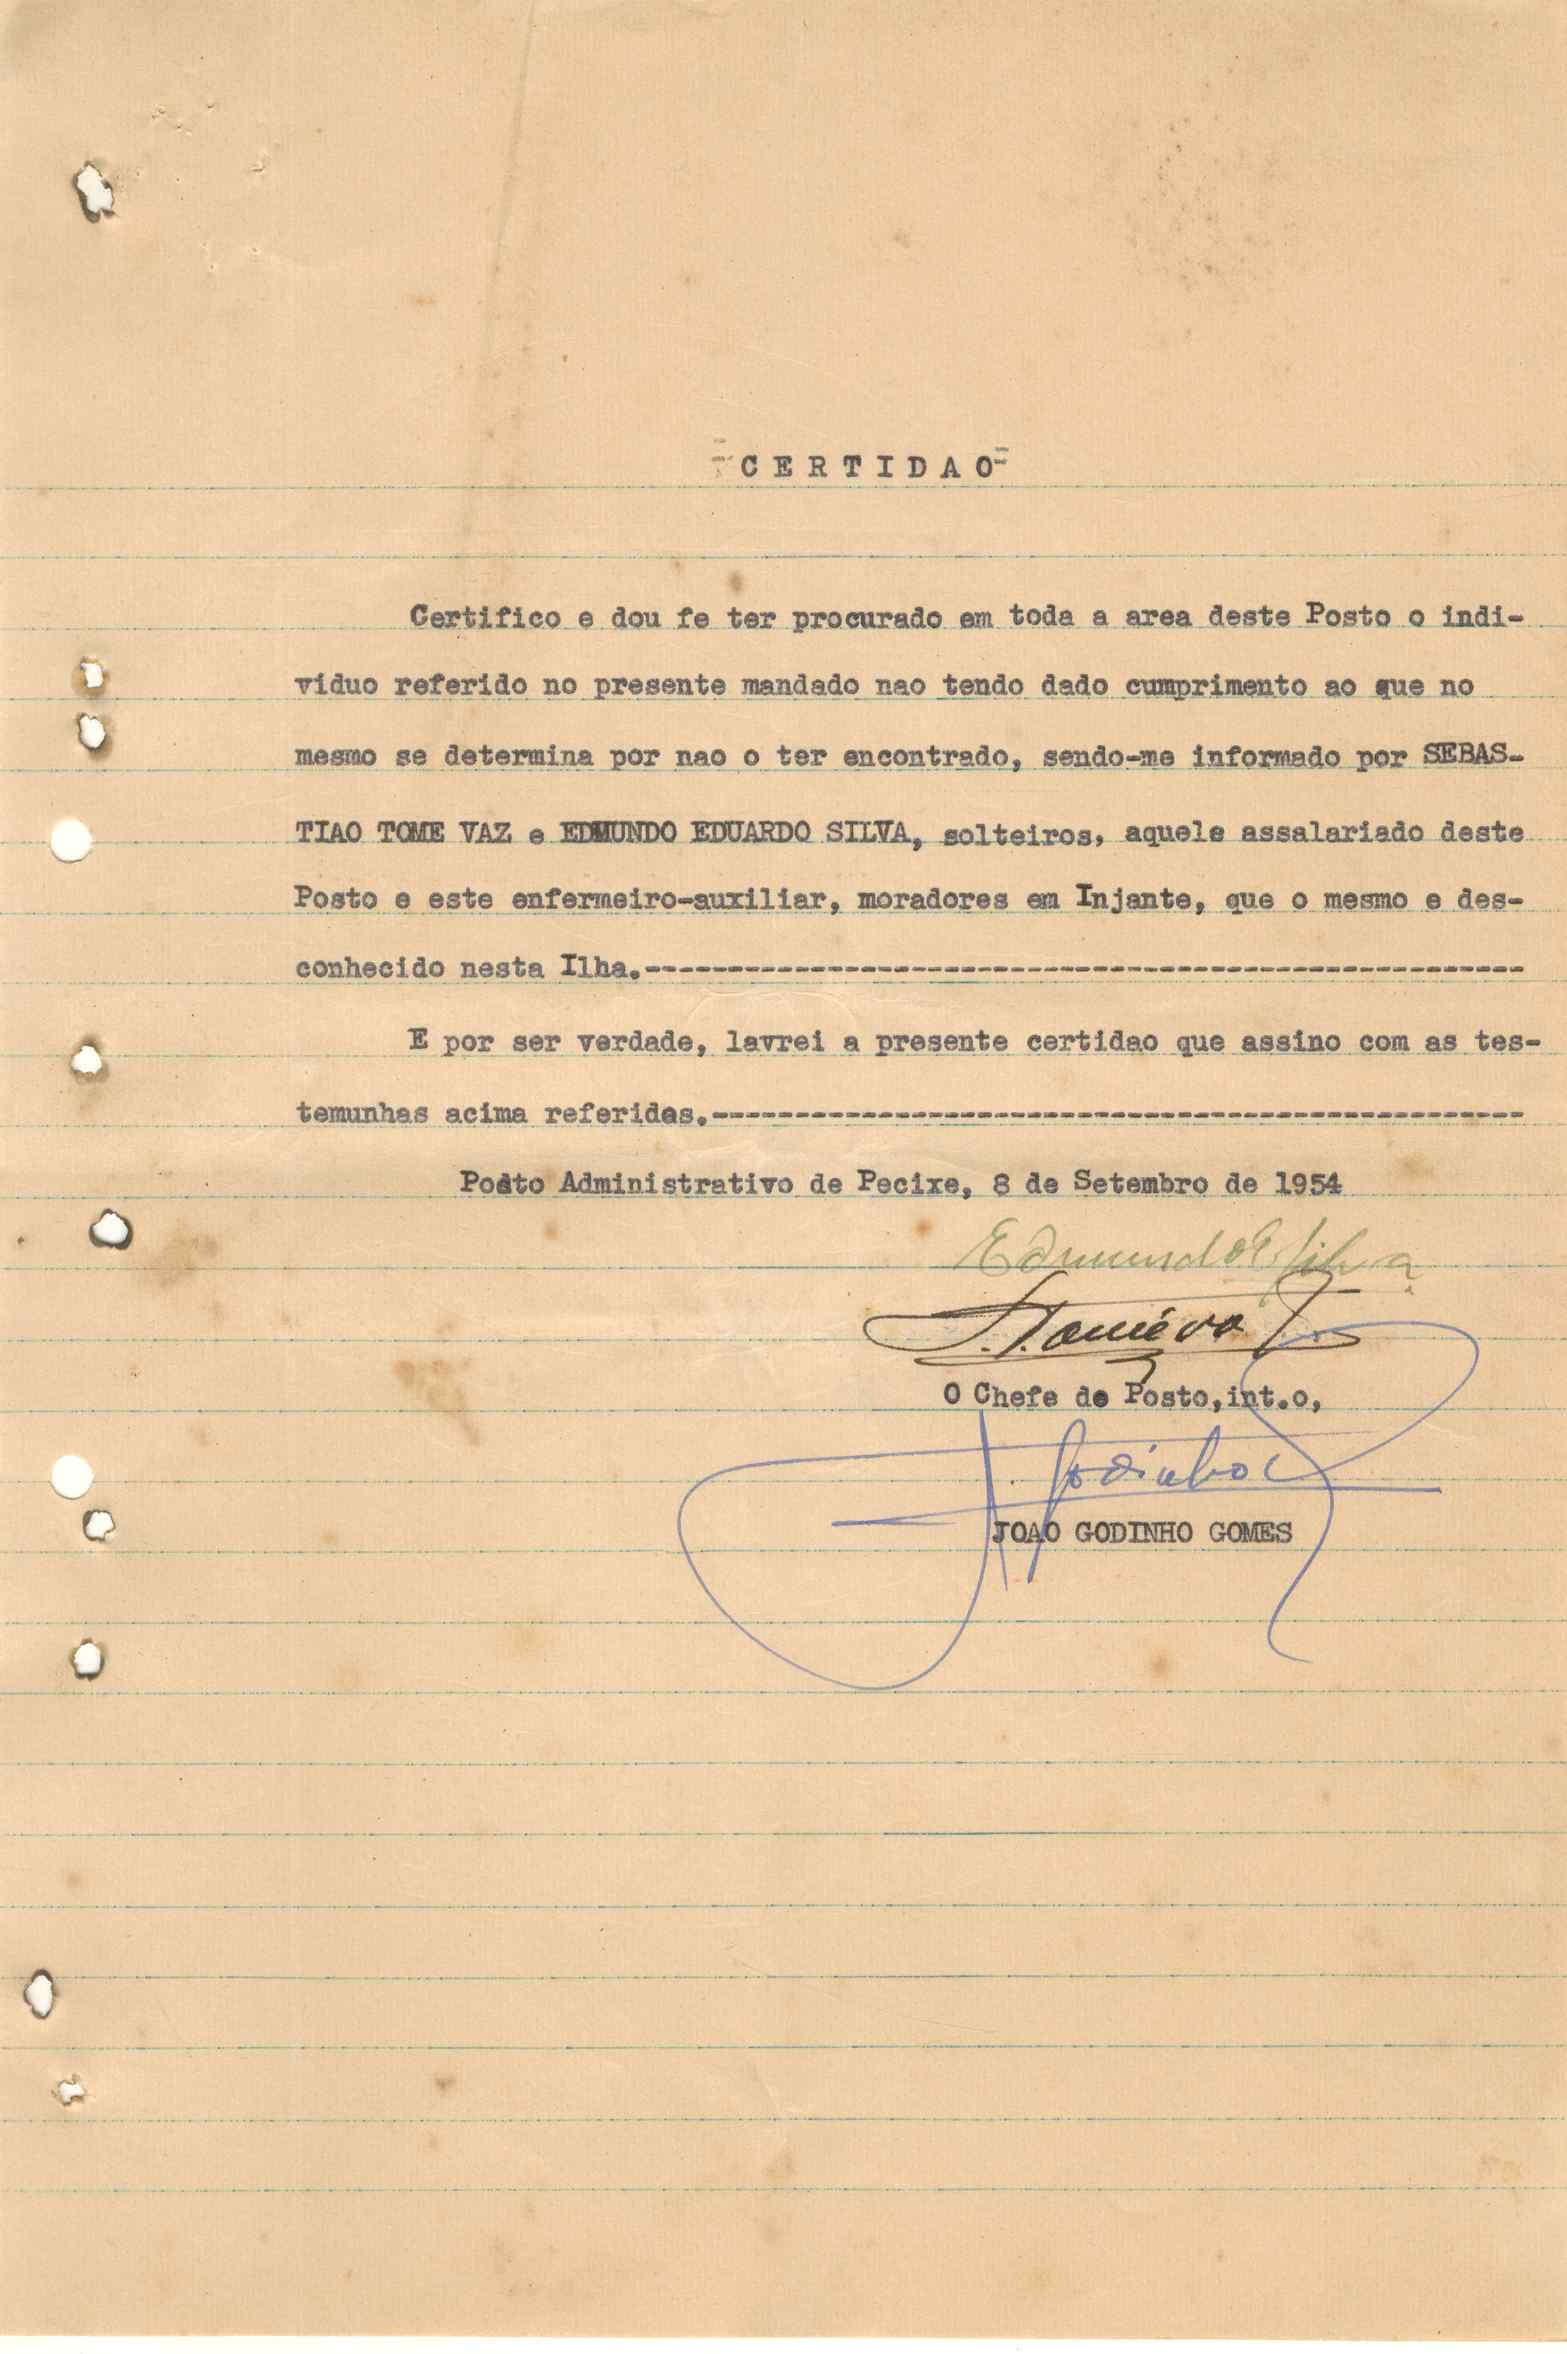 CERTIDAO
Certifico e dou fe ter procurado em toda a area deste Posto o indi-
viduo referido no presente mandado nao tendo dado cumprimento ao que no
mesmo se determina por nao o ter encontrado, sendo-me informado por SEBAS-
TIAO TOME VAZ e EDMUNDO EDUARDO SILVA, solteiros, aquele assalariado deste
Posto e este enfermeiro-auxiliar, moradores em Injante, que o mesmo e des-
conhecido nesta Ilha.------------------------------------------------------
E por ser verdade, lavrei a presente certidao que assino com as tes-
temunhas acima referidas.--------------------------------------------------
Posto Administrativo de Pecixe, 8 de Setembro de 1954
Edmundo E Silva
O Chefe de Posto,int.o,
JOAO GODINHO GOMES